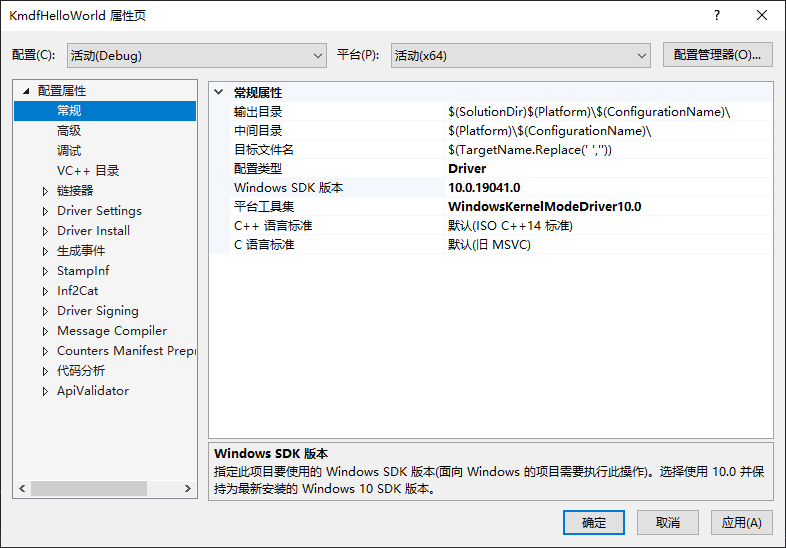 KmdfHelloWorld 属性页
配置(C): 活动(Debug) 平台(P): 活动(x64) 配置管理器(O)...
配置属性
常规
高级
调试
VC++ 目录
链接器
Driver Settings
Driver Install
生成事件
StampInf
Inf2Cat
Driver Signing
Message Compiler
Counters Manifest Prepr
代码分析
ApiValidator
常规属性
输出目录 $(SolutionDir)$(Platform)\$(ConfigurationName)\
中间目录 $(Platform)\$(ConfigurationName)\
目标文件名 $(TargetName.Replace(' ',''))
配置类型 Driver
Windows SDK 版本 10.0.19041.0
平台工具集 WindowsKernelModeDriver10.0
C++ 语言标准 默认(ISO C++14 标准)
C 语言标准 默认(旧 MSVC)
Windows SDK 版本
指定此项目要使用的 Windows SDK 版本(面向 Windows 的项目需要执行此操作)。选择使用 10.0 并保
持为最新安装的 Windows 10 SDK 版本。
确定 取消 应用(A)